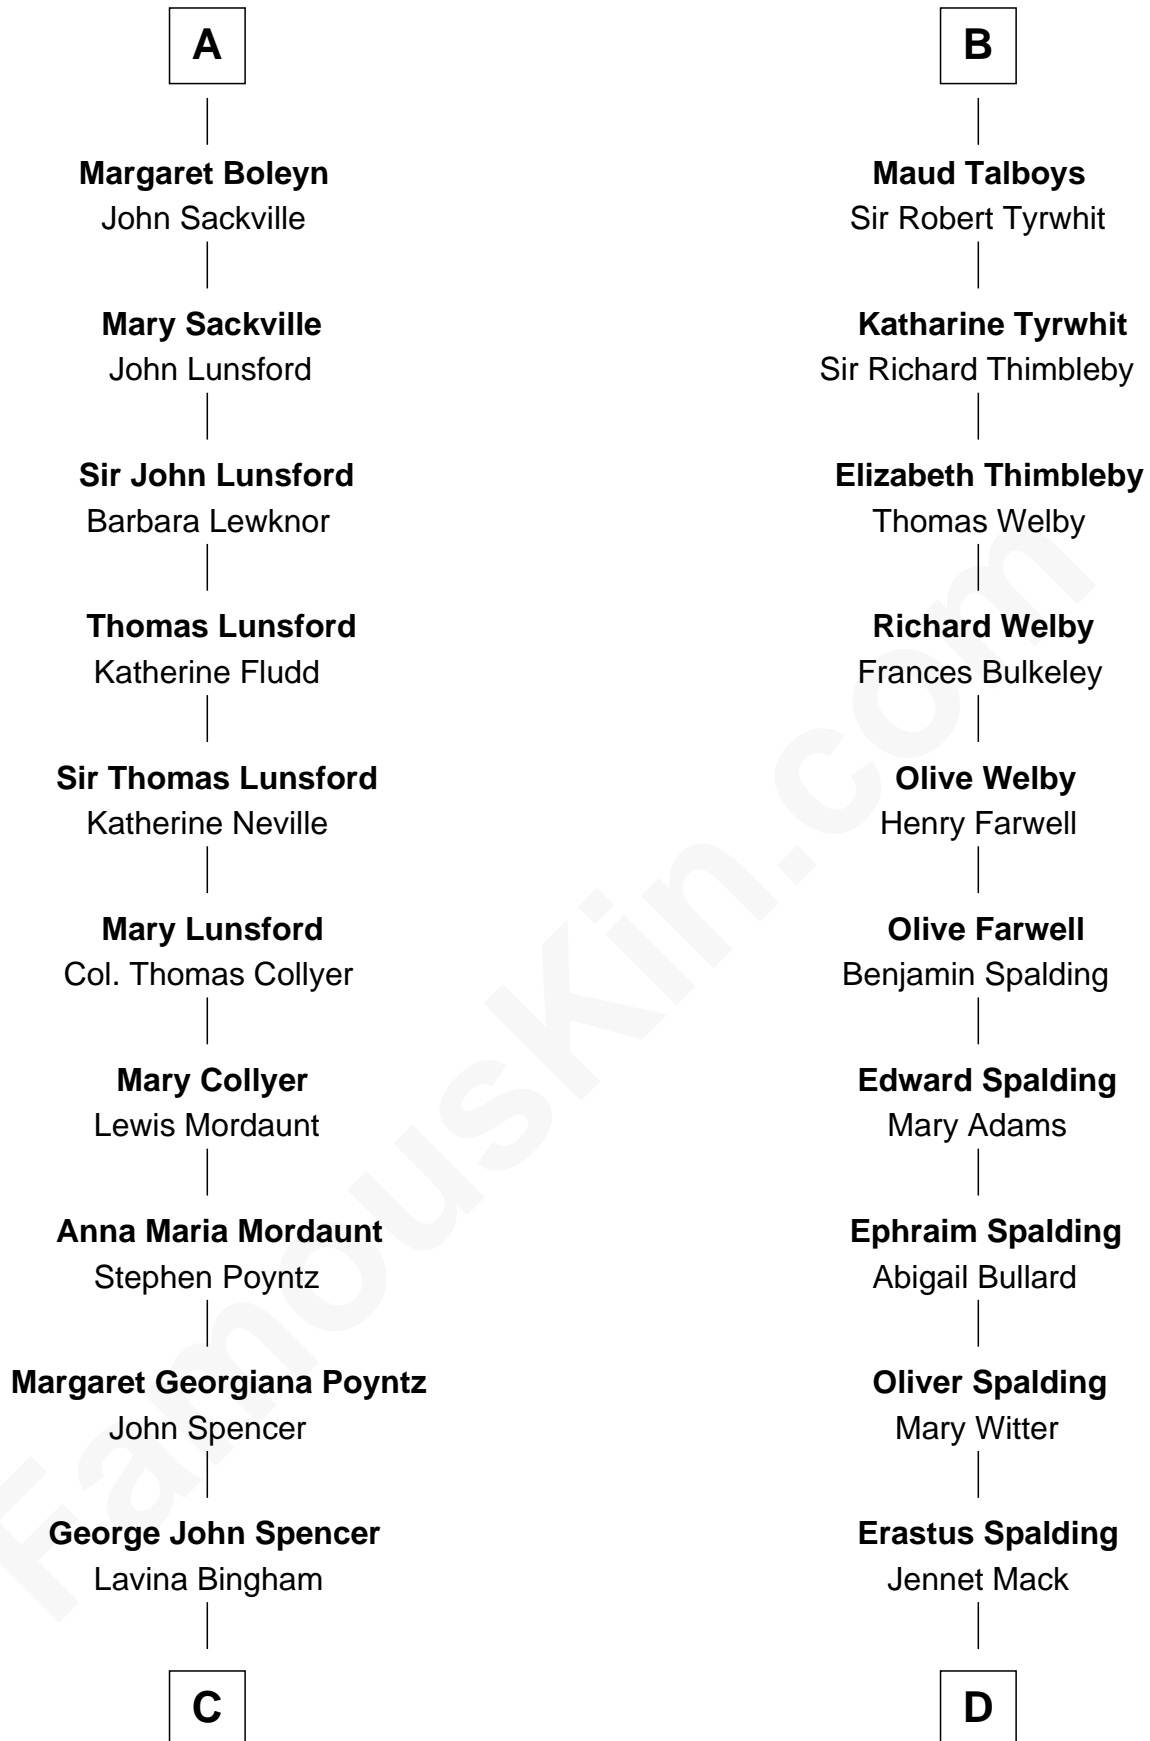 A
Margaret Boleyn
John Sackville
Mary Sackville
John Lunsford
Sir John Lunsford
Barbara Lewknor
Thomas Lunsford
Katherine Fludd
Sir Thomas Lunsford
Katherine Neville
Mary Lunsford
Col. Thomas Collyer
Mary Collyer
Lewis Mordaunt
Anna Maria Mordaunt
Stephen Poyntz
Margaret Georgiana Poyntz
John Spencer
George John Spencer
Lavina Bingham
C
B
Maud Talboys
Sir Robert Tyrwhit
Katharine Tyrwhit
Sir Richard Thimbleby
Elizabeth Thimbleby
Thomas Welby
Richard Welby
Frances Bulkeley
Olive Welby
Henry Farwell
Olive Farwell
Benjamin Spalding
Edward Spalding
Mary Adams
Ephraim Spalding
Abigail Bullard
Oliver Spalding
Mary Witter
Erastus Spalding
Jennet Mack
D
FamousKin.com